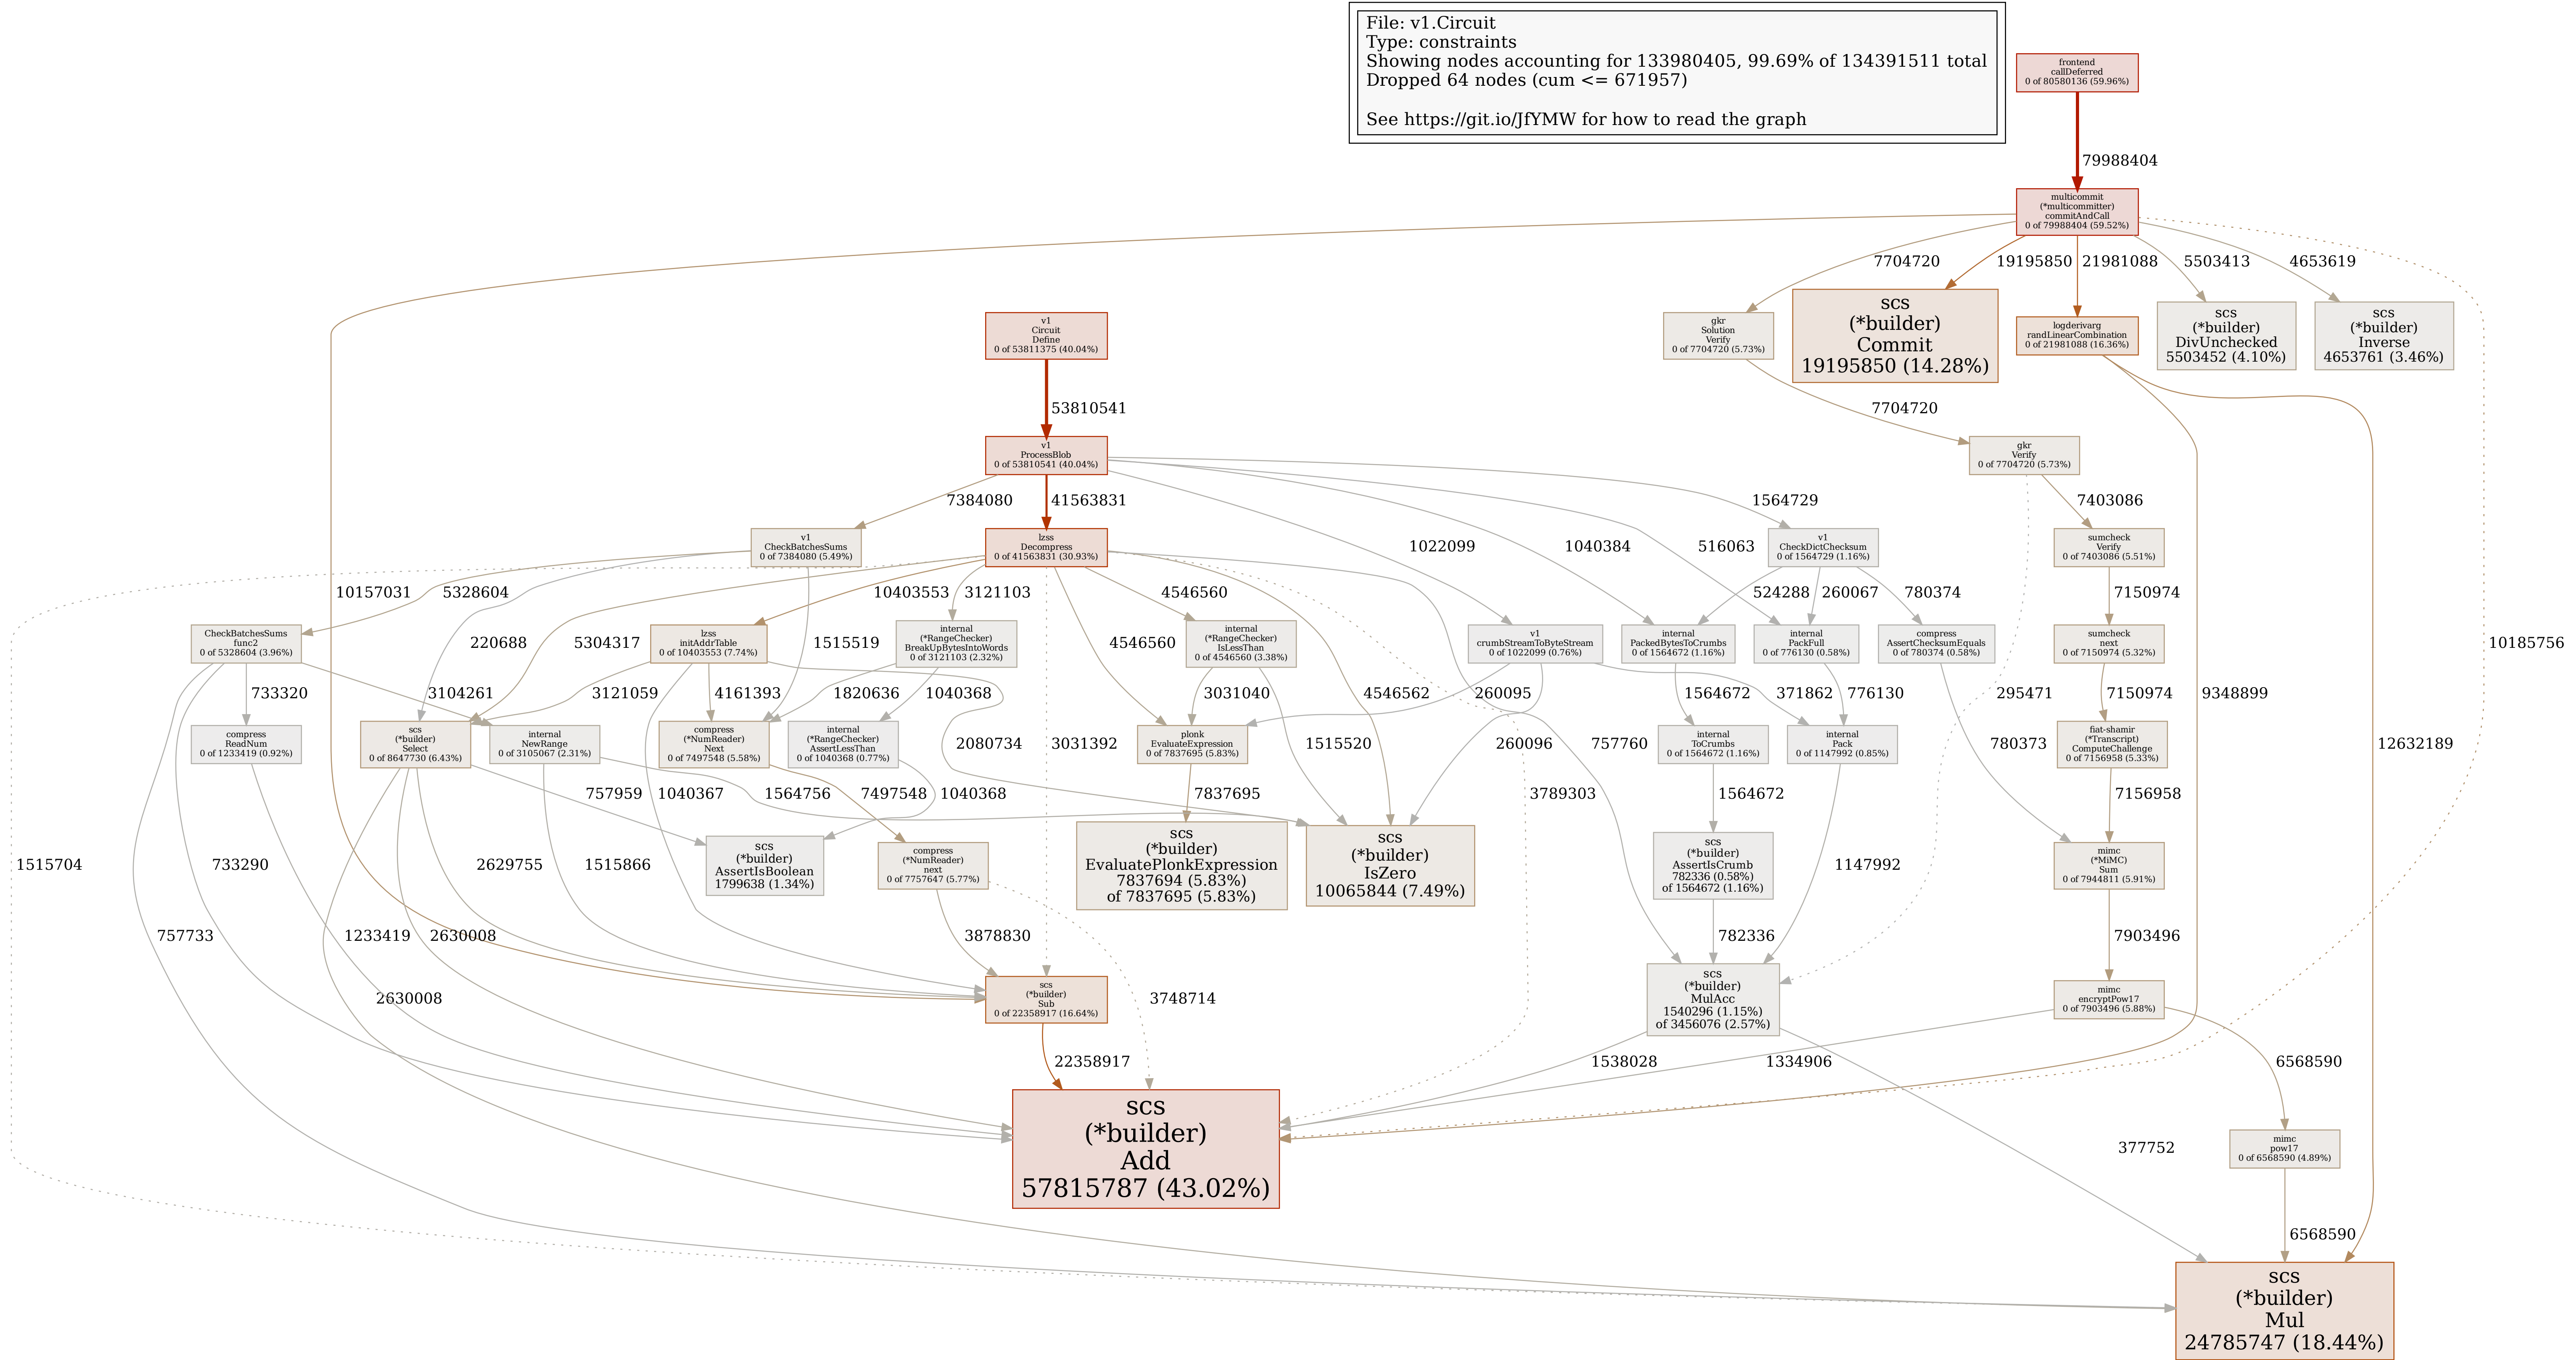 File: v1.Circuit
Type: constraints
Showing nodes accounting for 133980405, 99.69% of 134391511 total
Dropped 64 nodes (cum <= 671957)
See https://git.io/JfYMW for how to read the graph
frontend
callDeferred
0 of 80580136 (59.96%)
79988404
multicommit
(*multicommitter)
commitAndCall
0 of 79988404 (59.52%)
7704720
19195850
21981088
5503413
4653619
v1
Circuit
Define
0 of 53811375 (40.04%)
gkr
Solution
Verify
0 of 7704720 (5.73%)
scs
(*builder)
Commit
19195850 (14.28%)
logderivarg
randLinearCombination
0 of 21981088 (16.36%)
scs
(*builder)
DivUnchecked
5503452 (4.10%)
scs
(*builder)
Inverse
4653761 (3.46%)
53810541
7704720
v1
ProcessBlob
0 of 53810541 (40.04%)
gkr
Verify
0 of 7704720 (5.73%)
7384080
41563831
1564729
7403086
v1
CheckBatchesSums
0 of 7384080 (5.49%)
lzss
Decompress
0 of 41563831 (30.93%)
1022099
1040384
516063
v1
CheckDictChecksum
0 of 1564729 (1.16%)
sumcheck
Verify
0 of 7403086 (5.51%)
10157031
5328604
10403553
3121103
4546560
524288
260067
780374
7150974
CheckBatchesSums
func2
0 of 5328604 (3.96%)
220688
5304317
lzss
initAddrTable
0 of 10403553 (7.74%)
1515519
internal
(*RangeChecker)
BreakUpBytesIntoWords
0 of 3121103 (2.32%)
4546560
internal
(*RangeChecker)
IsLessThan
0 of 4546560 (3.38%)
v1
crumbStreamToByteStream
0 of 1022099 (0.76%)
internal
PackedBytesToCrumbs
0 of 1564672 (1.16%)
internal
PackFull
0 of 776130 (0.58%)
compress
AssertChecksumEquals
0 of 780374 (0.58%)
sumcheck
next
0 of 7150974 (5.32%)
10185756
733320
3104261
3121059
4161393
1820636
1040368
3031040
4546562
260095
371862
1564672
776130
295471
7150974
9348899
compress
ReadNum
0 of 1233419 (0.92%)
scs
(*builder)
Select
0 of 8647730 (6.43%)
internal
NewRange
0 of 3105067 (2.31%)
compress
(*NumReader)
Next
0 of 7497548 (5.58%)
internal
(*RangeChecker)
AssertLessThan
0 of 1040368 (0.77%)
2080734
3031392
plonk
EvaluateExpression
0 of 7837695 (5.83%)
1515520
260096
757760
internal
ToCrumbs
0 of 1564672 (1.16%)
internal
Pack
0 of 1147992 (0.85%)
780373
fiat-shamir
(*Transcript)
ComputeChallenge
0 of 7156958 (5.33%)
12632189
757959
1040367
1564756
7497548
1040368
7837695
3789303
1564672
7156958
1515704
733290
2629755
1515866
scs
(*builder)
AssertIsBoolean
1799638 (1.34%)
compress
(*NumReader)
next
0 of 7757647 (5.77%)
scs
(*builder)
EvaluatePlonkExpression
7837694 (5.83%)
of 7837695 (5.83%)
scs
(*builder)
IsZero
10065844 (7.49%)
scs
(*builder)
AssertIsCrumb
782336 (0.58%)
of 1564672 (1.16%)
1147992
mimc
(*MiMC)
Sum
0 of 7944811 (5.91%)
757733
1233419
2630008
3878830
782336
7903496
2630008
scs
(*builder)
Sub
0 of 22358917 (16.64%)
3748714
scs
(*builder)
MulAcc
1540296 (1.15%)
of 3456076 (2.57%)
mimc
encryptPow17
0 of 7903496 (5.88%)
22358917
1538028
1334906
6568590
scs
(*builder)
Add
57815787 (43.02%)
377752
mimc
pow17
0 of 6568590 (4.89%)
6568590
scs
(*builder)
Mul
24785747 (18.44%)